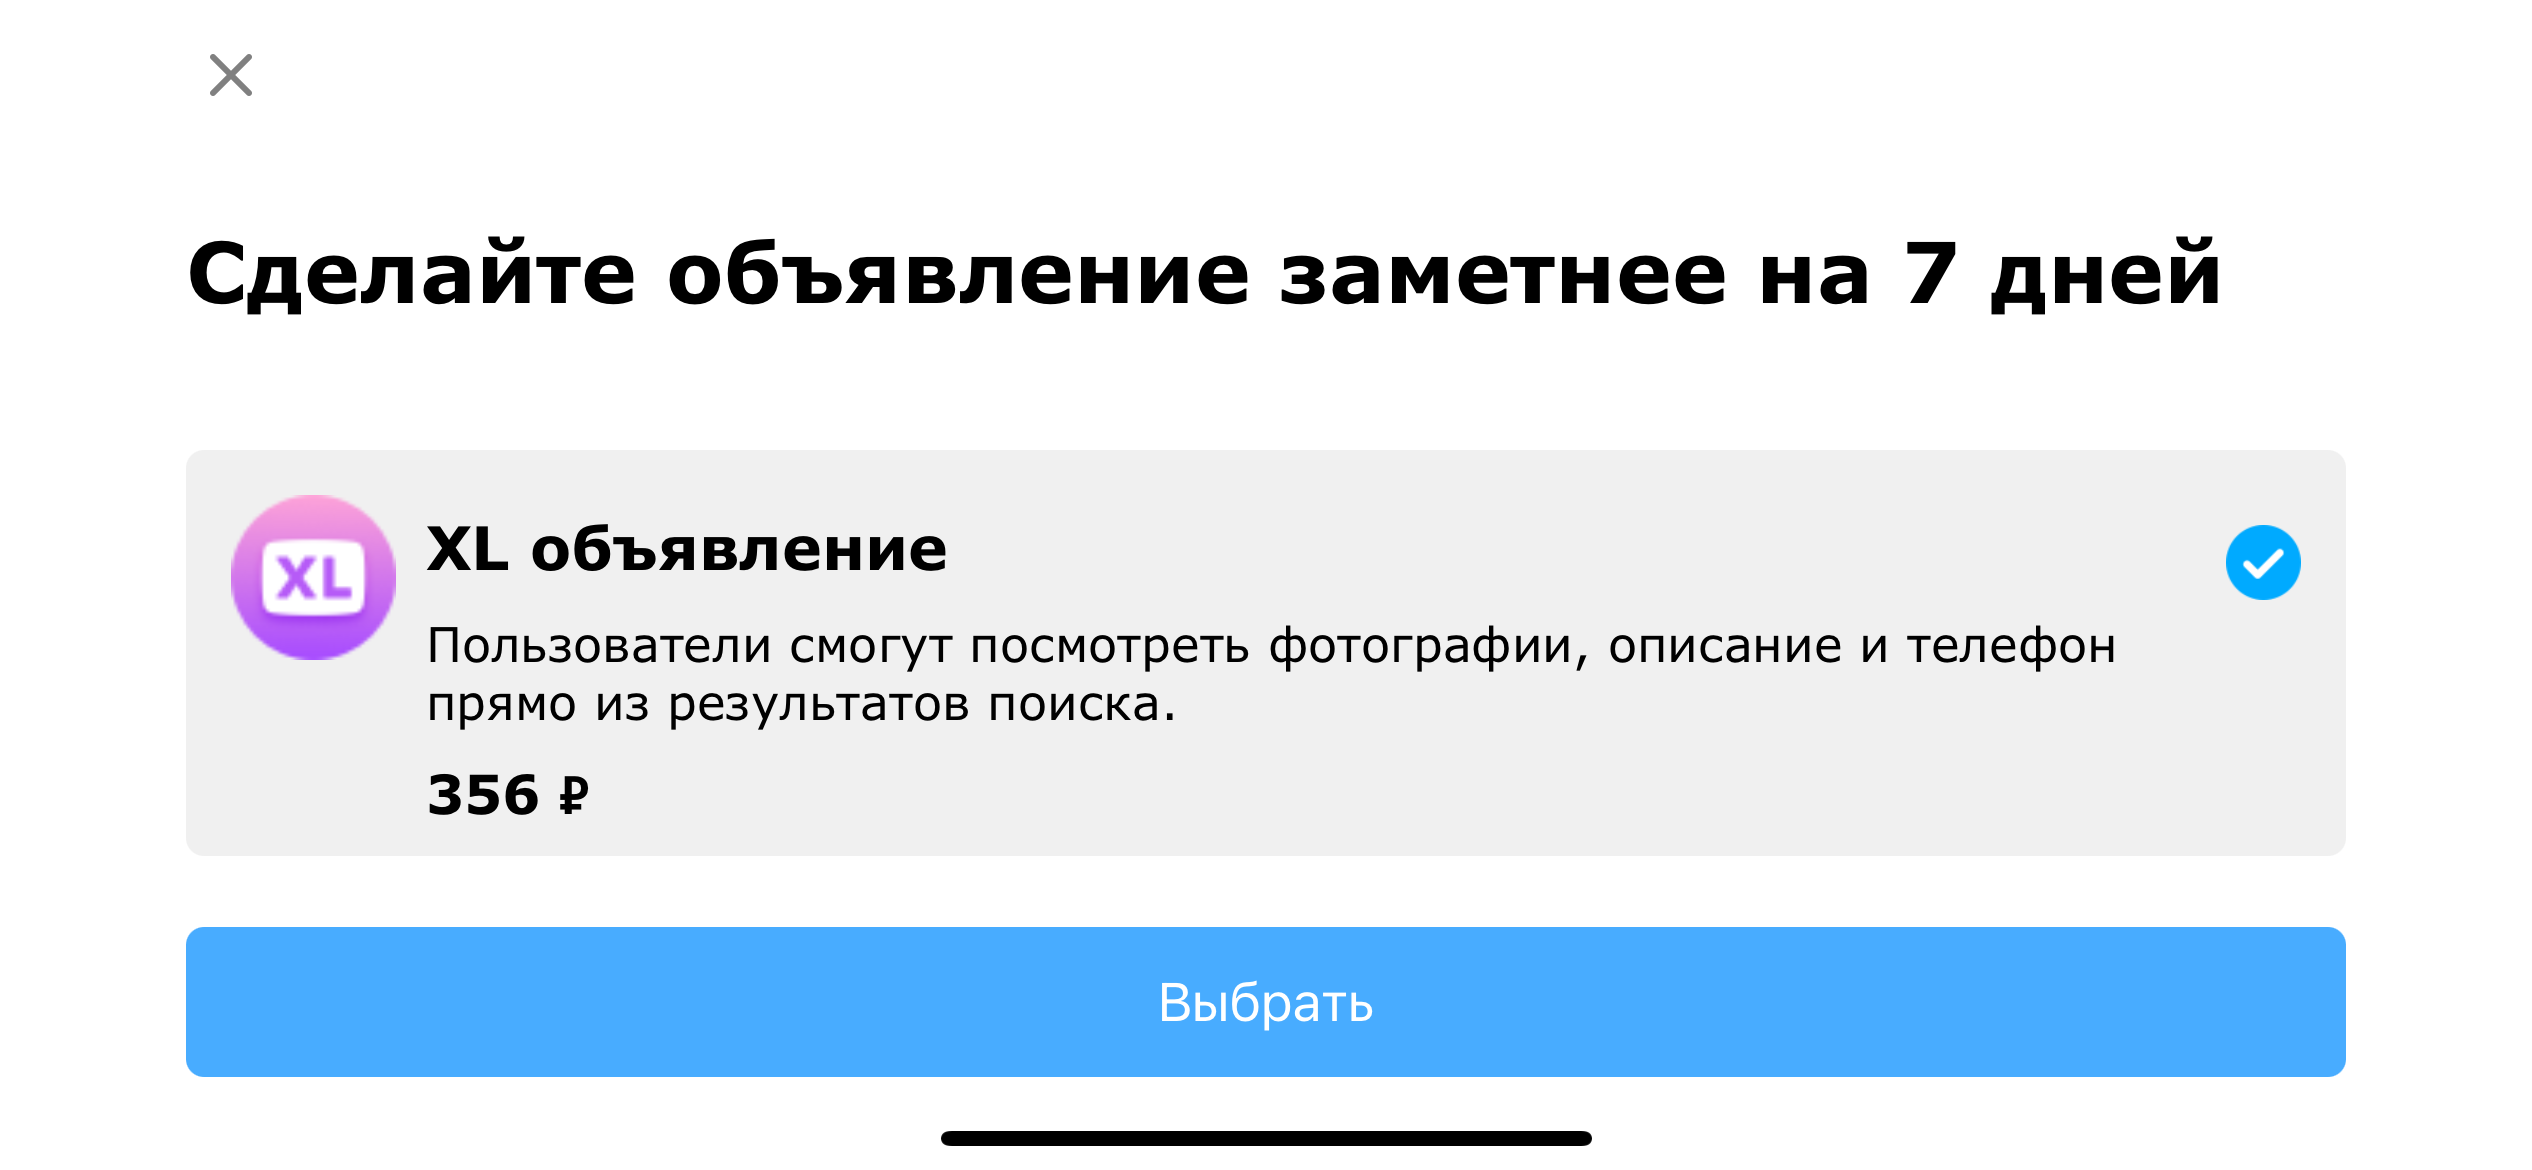 Сделайте объявление заметнее на 7 дней
XL
XL объявление
Пользователи смогут посмотреть фотографии, описание и телефон
прямо из результатов поиска.
356 ₽
Выбрать